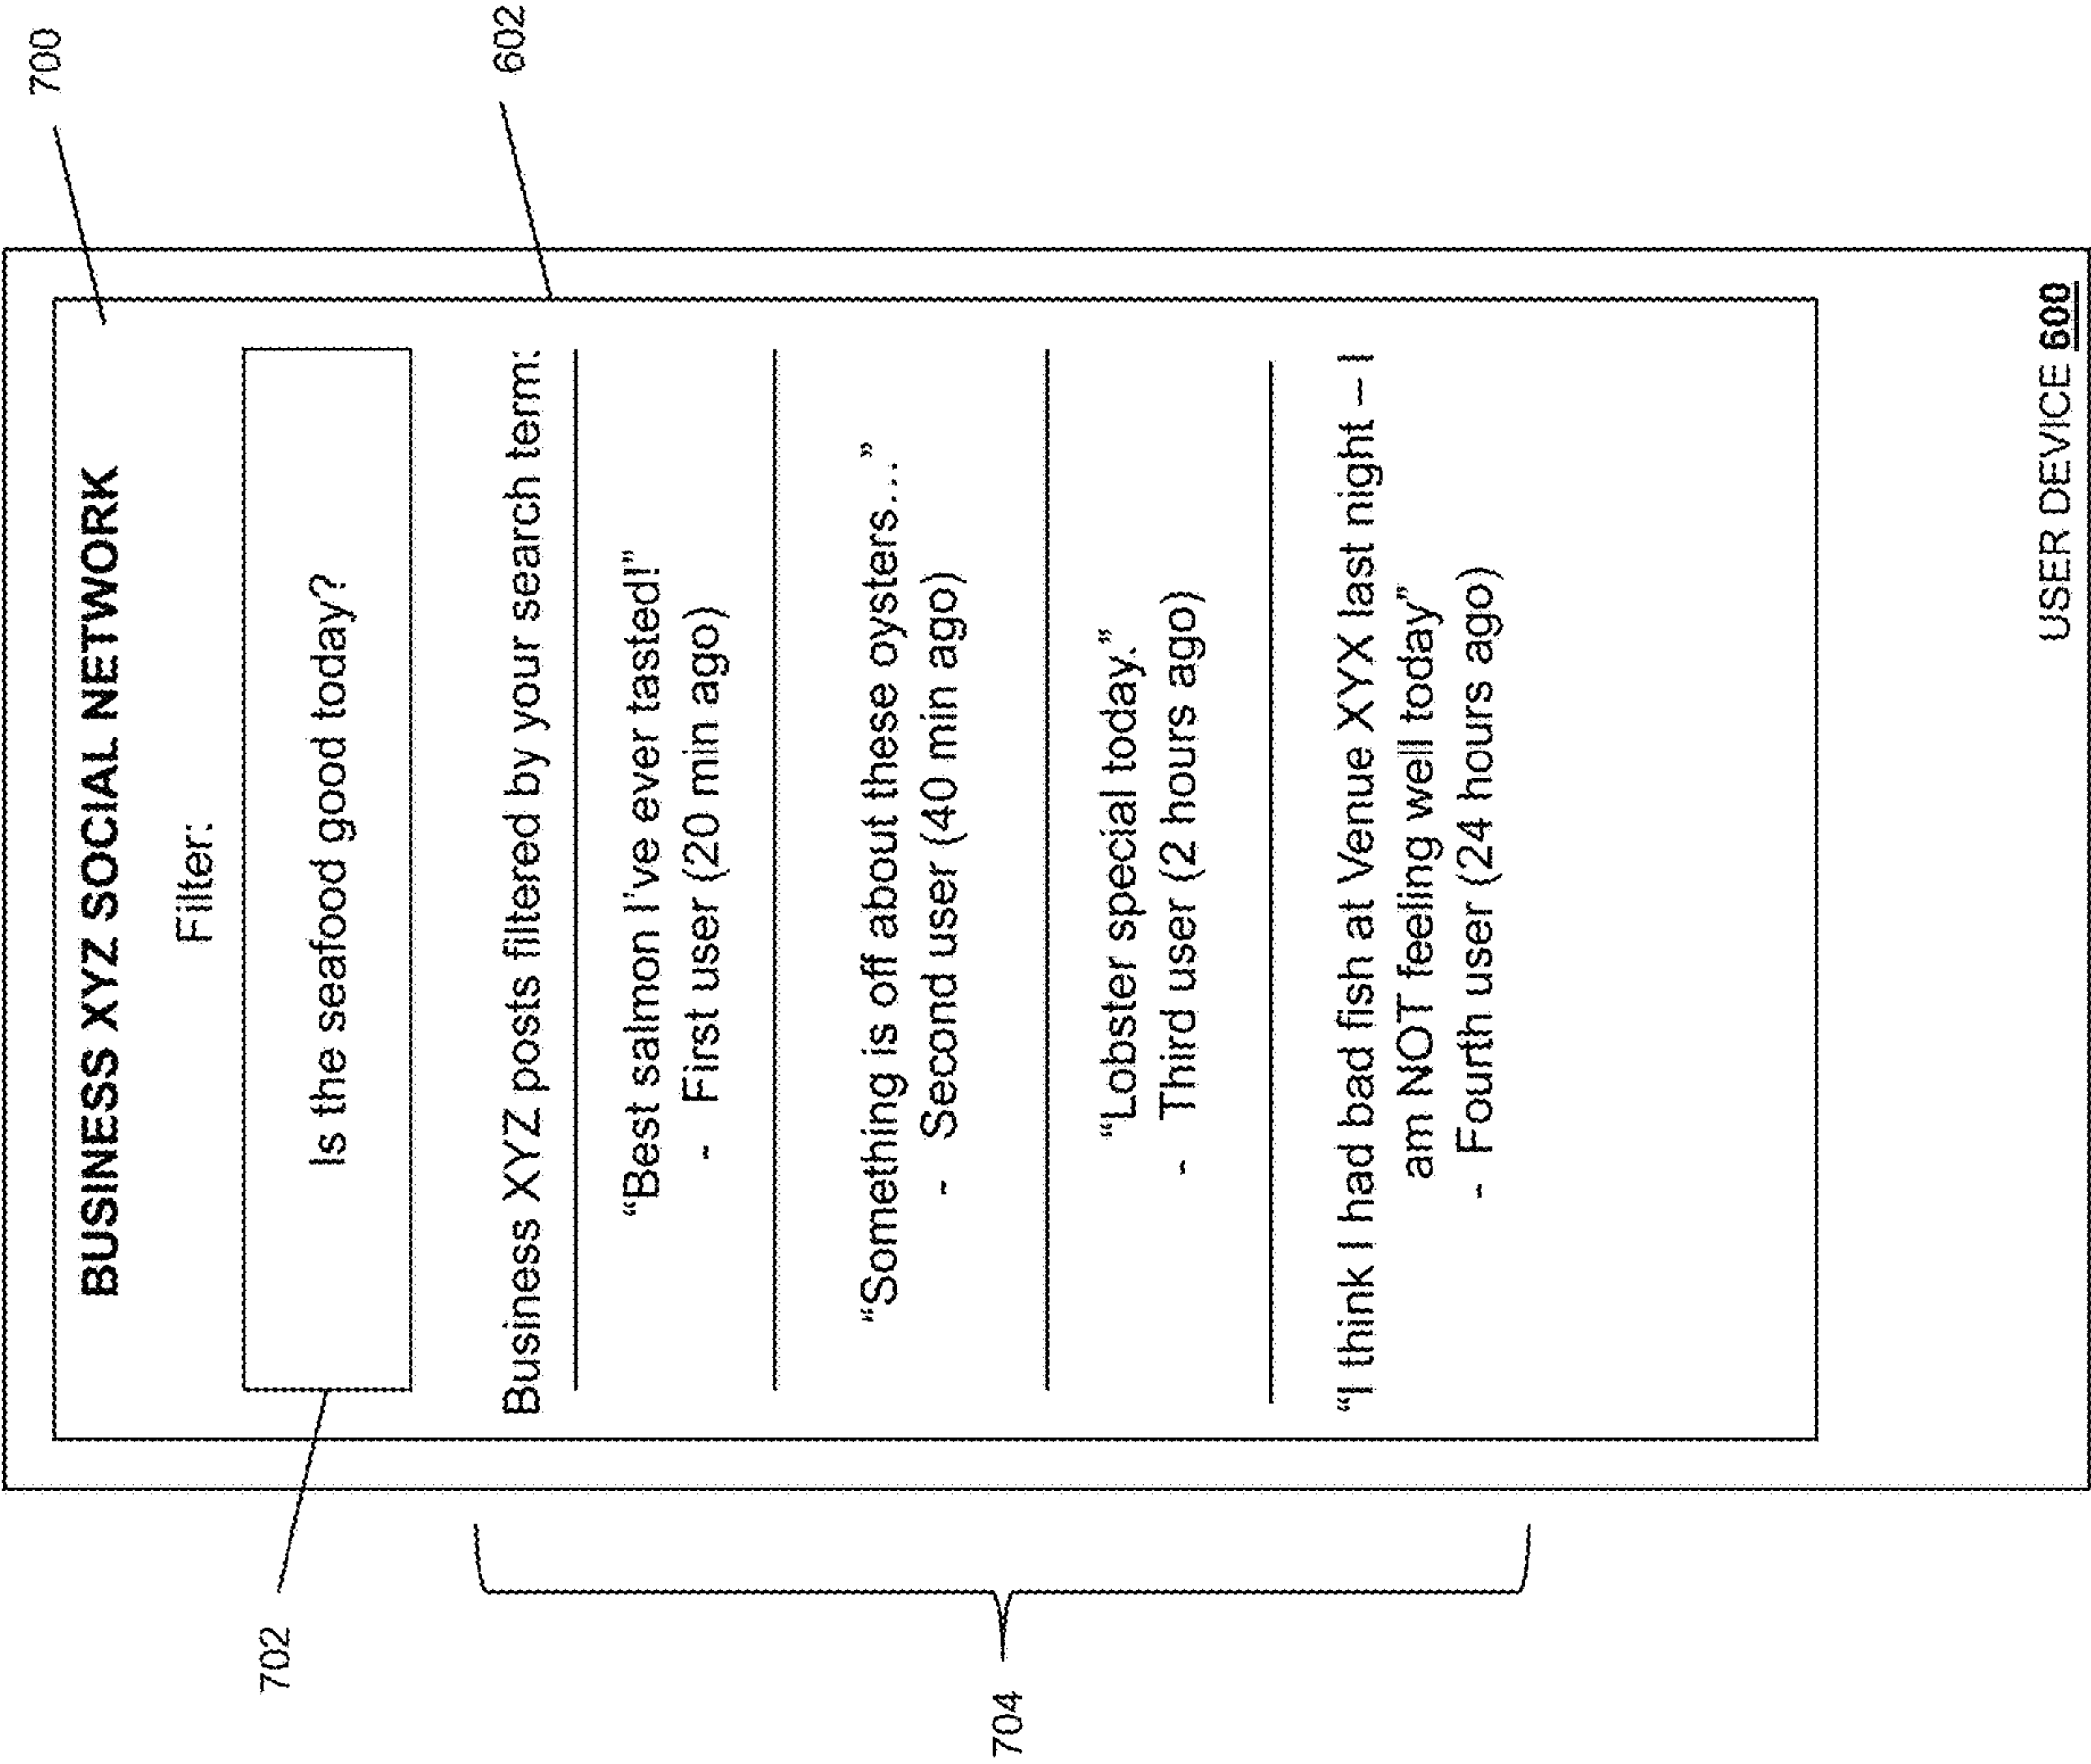 700
602
BUSINESS XYZ SOCIAL NETWORK
Filter:
Is the seafood good today?
702
Business XYZ posts filtered by your search term:
“Best salmon I've ever tasted!”
- First user (20 min ago)
“Something is off about these oysters…”
- Second user (40 min ago)
704
“Lobster special today.”
- Third user (2 hours ago)
“I think I had bad fish at Venue XYX last night – I
am NOT feeling well today”
- Fourth user (24 hours ago)
USER DEVICE 600